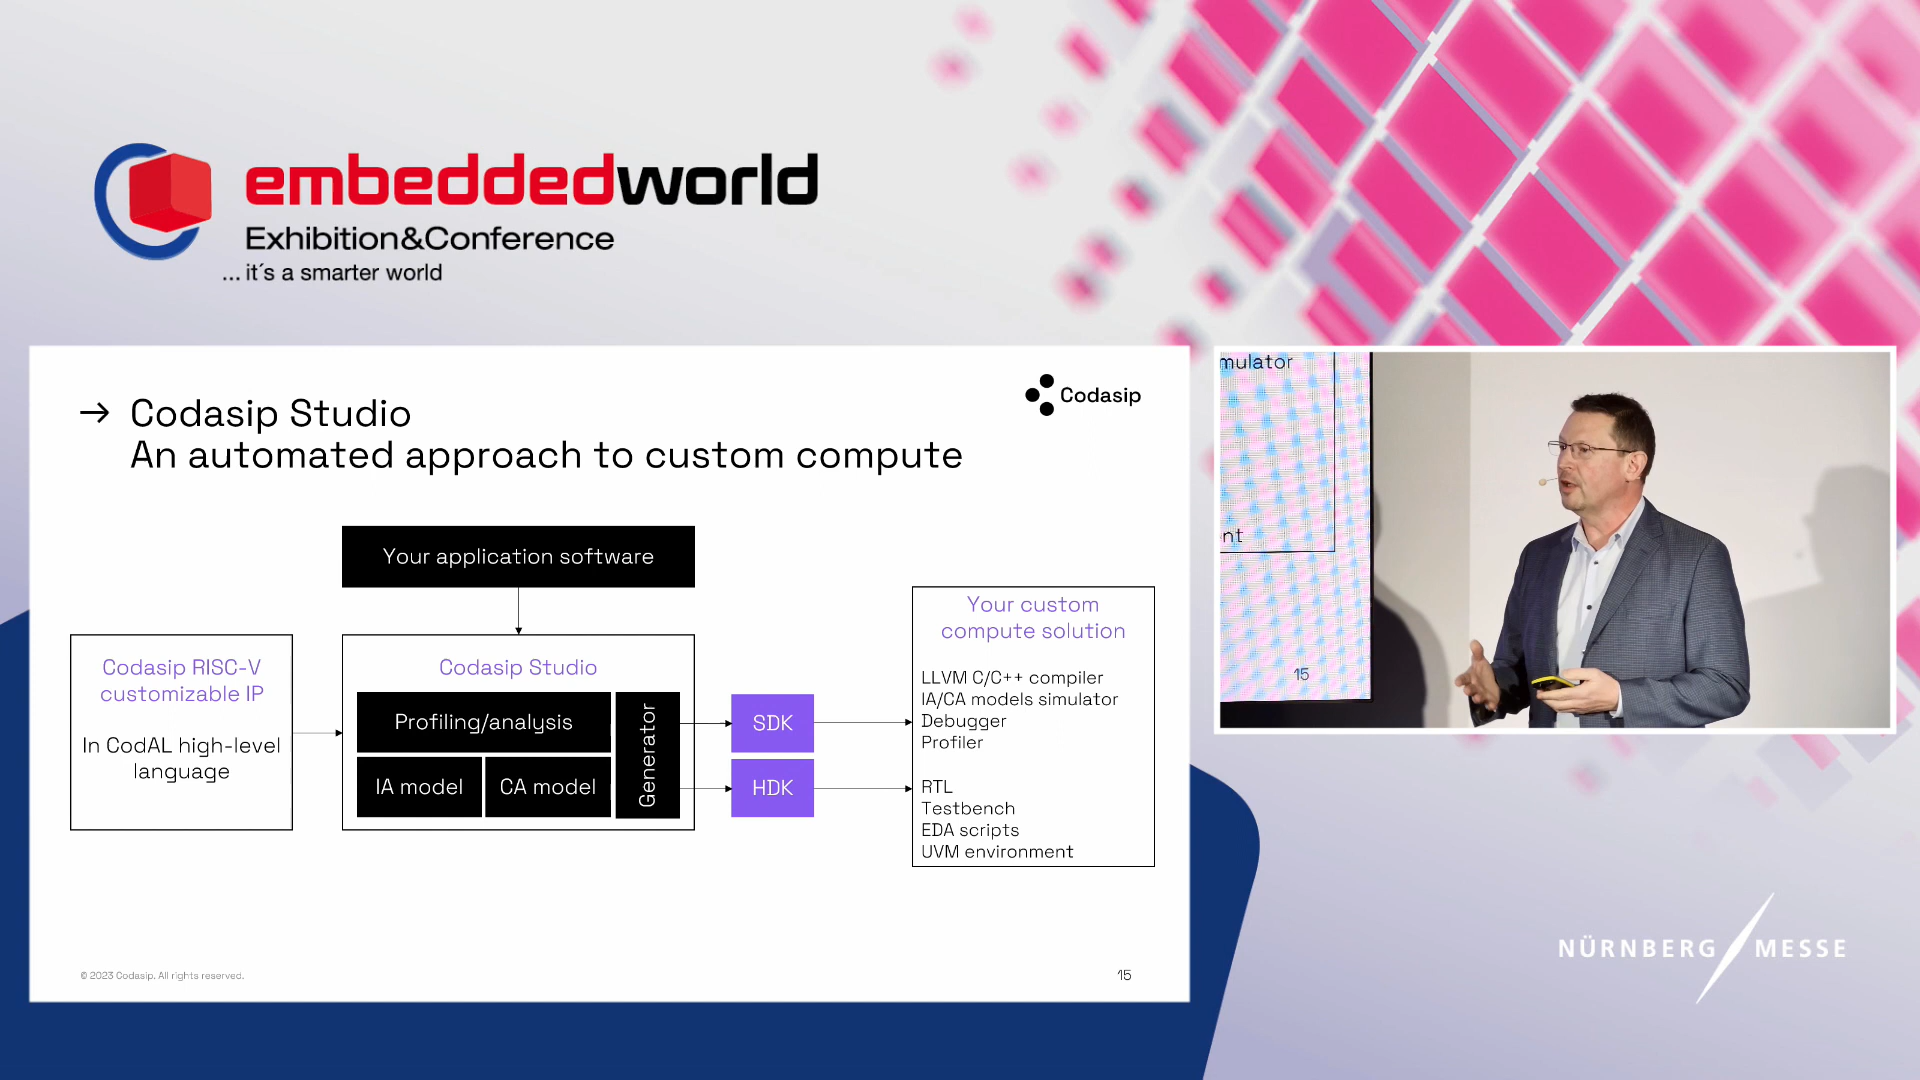 embeddedworld
Exhibition&Conference
... it´s a smarter world
→ Codasip Studio
An automated approach to custom compute
Codasip
Your application software
Codasip RISC-V
customizable IP
In CodAL high-level
language
Codasip Studio
Profiling/analysis
IA model
CA model
Generator
SDK
HDK
Your custom
compute solution
LLVM C/C++ compiler
IA/CA models simulator
Debugger
Profiler
RTL
Testbench
EDA scripts
UVM environment
© 2023 Codasip. All rights reserved.
15
mulator
nt
15
NÜRNBERG MESSE